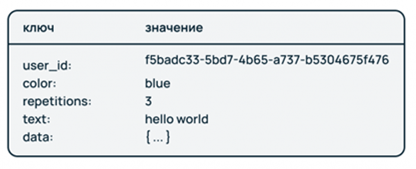 ключ значение
user_id: f5badc33-5bd7-4b65-a737-b5304675f476
color: blue
repetitions: 3
text: hello world
data: { ... }